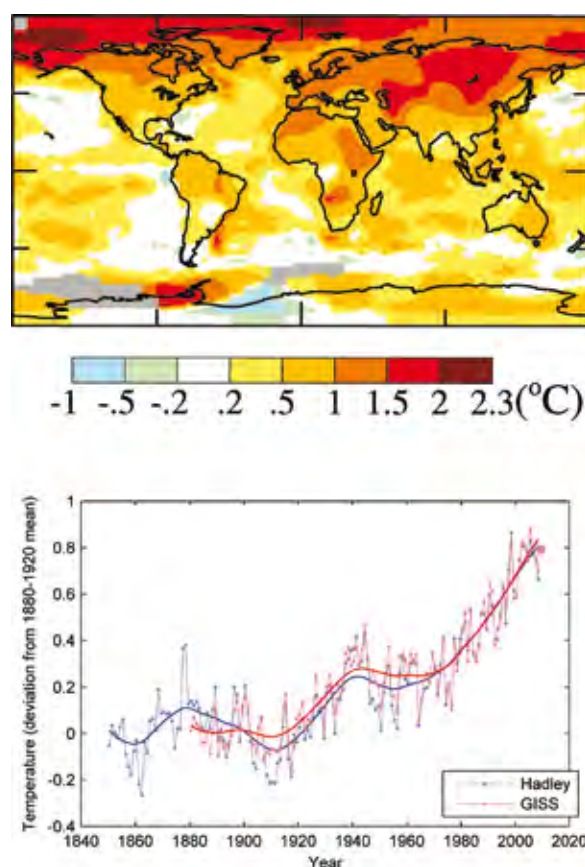 -1 -.5 -.2 .2 .5 1 1.5 2 2.3(°C)
Temperature (deviation from 1880-1920 mean)
1
0.8
0.6
0.4
0.2
0
-0.2
-0.4
1840 1860 1880 1900 1920 1940 1960 1980 2000 2020
Year
Hadley
GISS